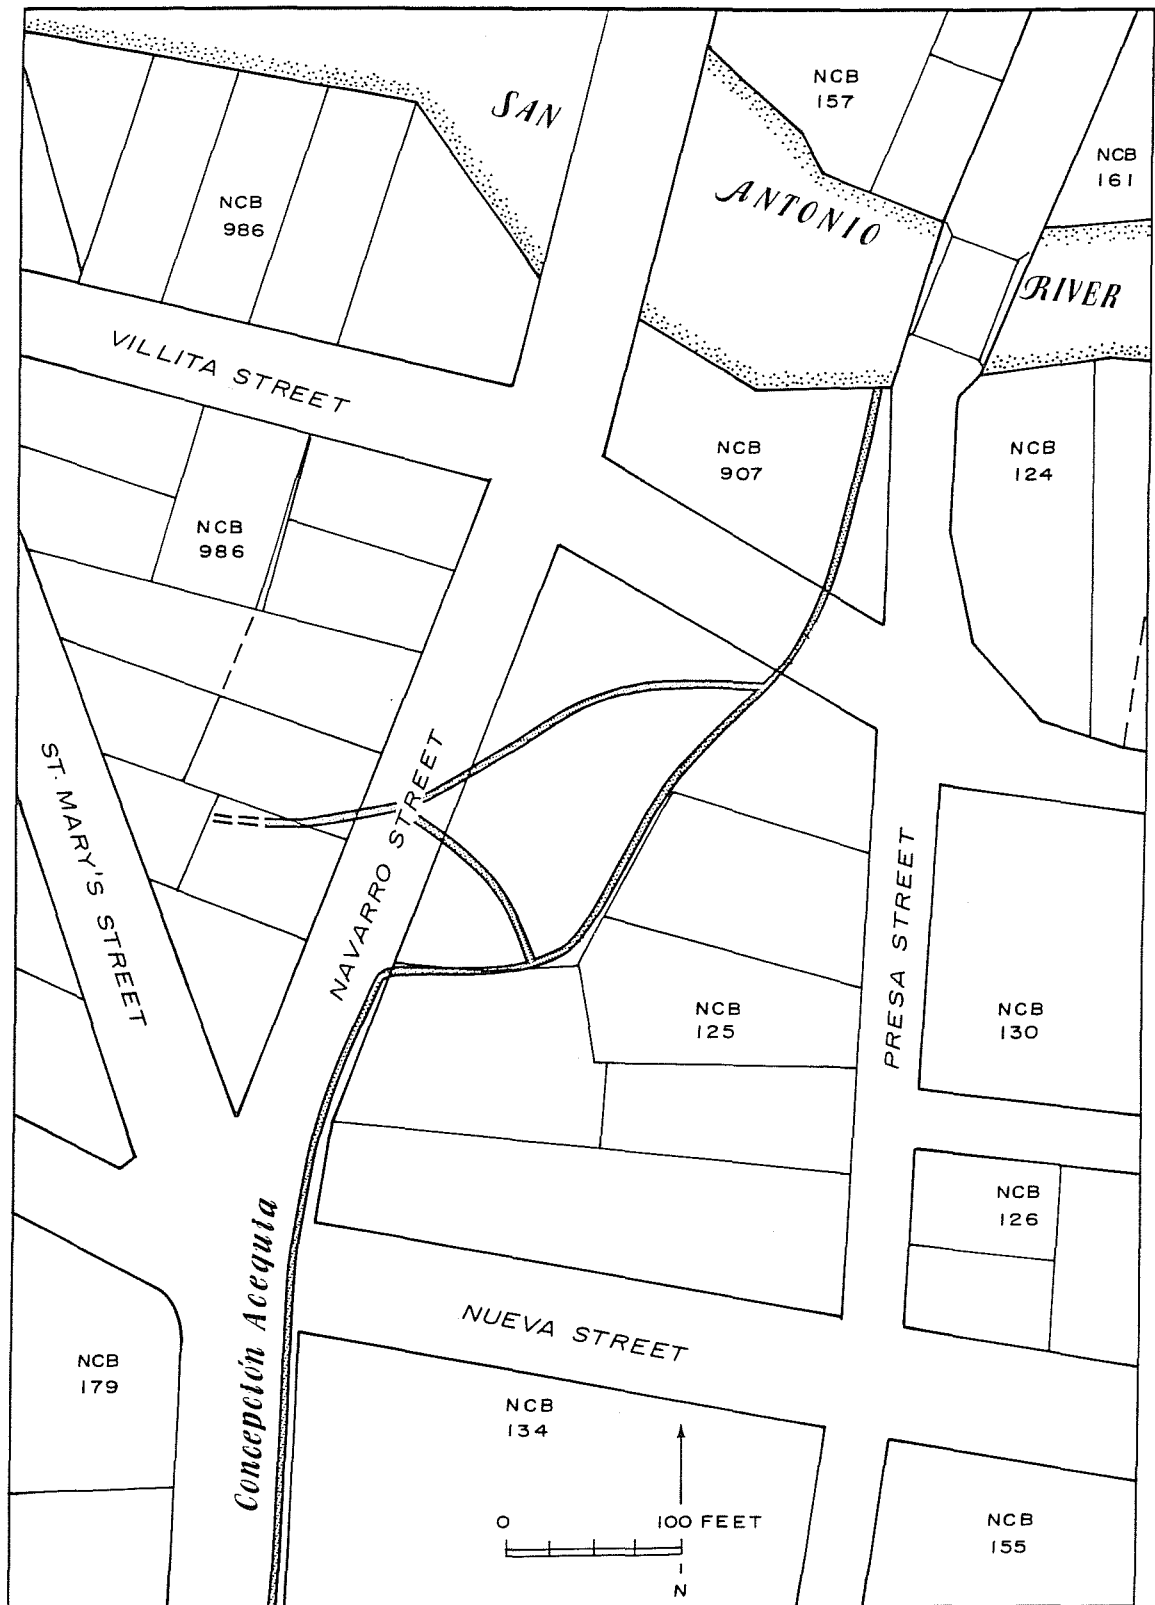 SAN
NCB
157
NCB
161
NCB
986
ANTONIO
RIVER
VILLITA STREET
NCB
907
NCB
124
NCB
986
ST. MARY'S STREET
NAVARRO STREET
PRESA STREET
NCB
125
NCB
130
NCB
126
Concepción Acequia
NUEVA STREET
NCB
179
NCB
134
0 100 FEET
N
NCB
155